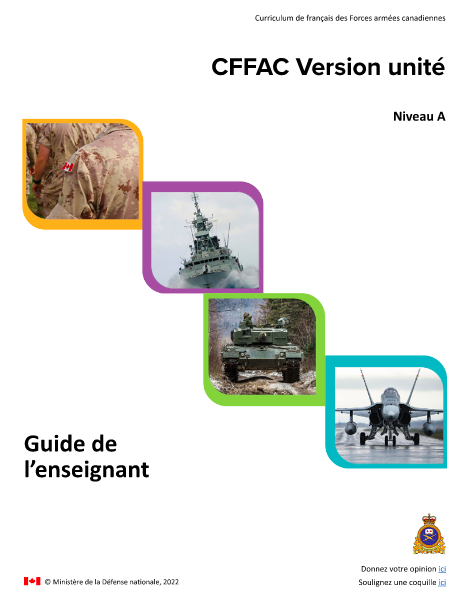 Curriculum de français des Forces armées canadiennes
CFFAC Version unité
Niveau A
Guide de
l’enseignant
Donnez votre opinion ici
© Ministère de la Défense nationale, 2022
Soulignez une coquille ici